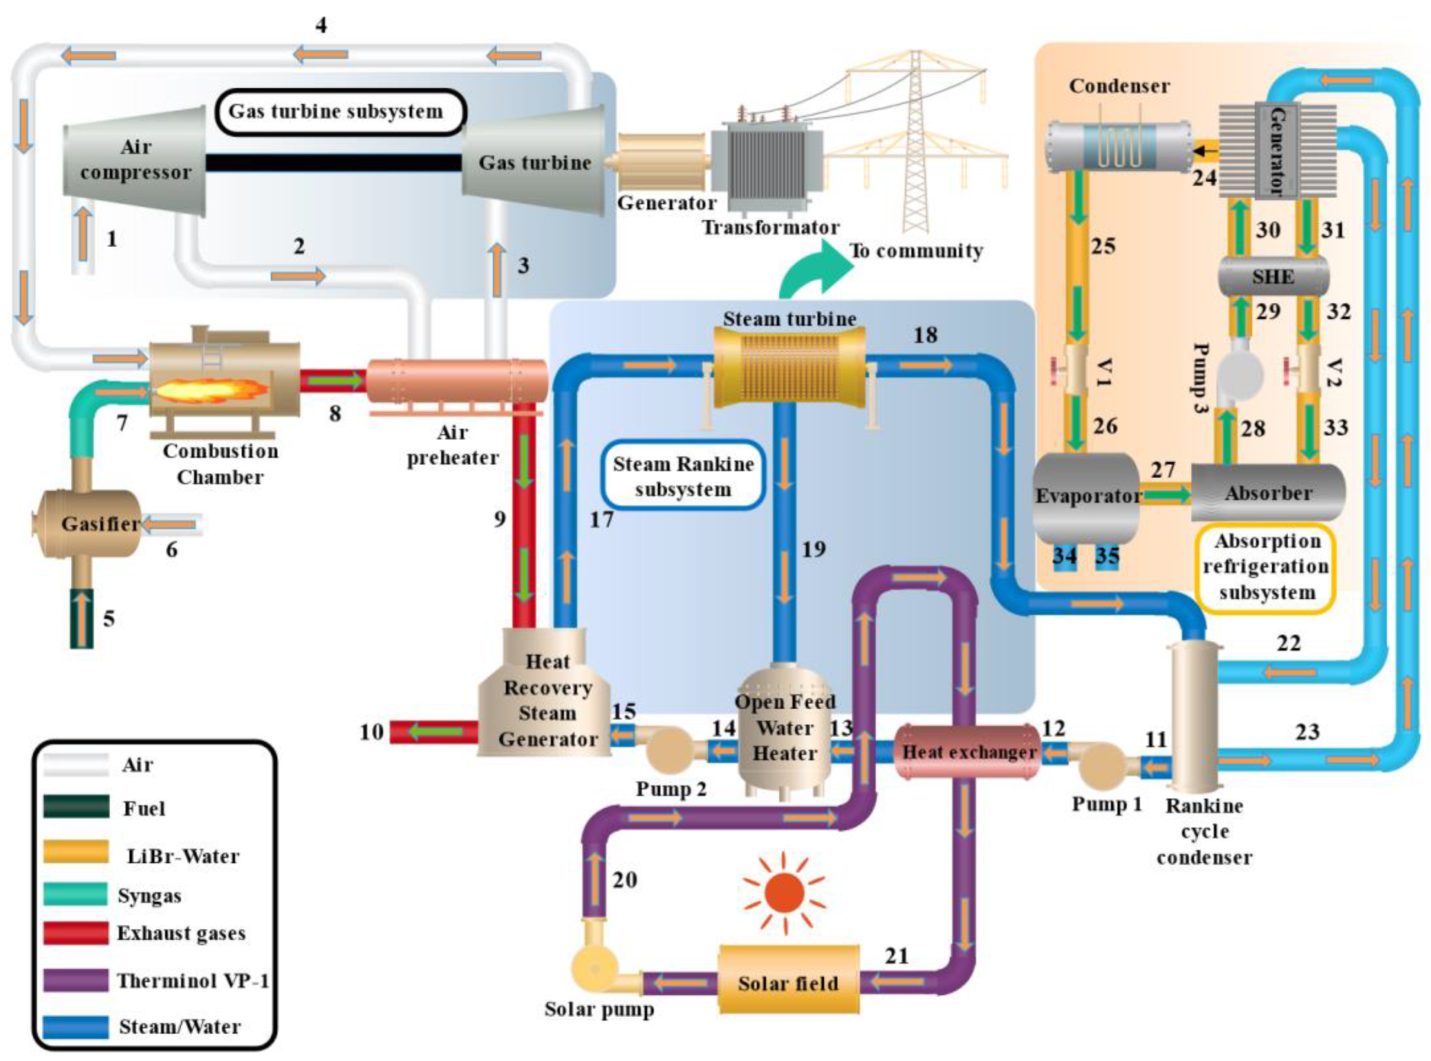 4
Gas turbine subsystem
Air
compressor
Gas turbine
Generator
Transformator
To community
1
2
3
Condenser
Generator
24
25
30
31
SHE
29
32
Pump 3
V 1
V 2
26
28
33
27
Evaporator
Absorber
34
35
Absorption
refrigeration
subsystem
Steam turbine
18
7
8
Combustion
Chamber
Air
preheater
Steam Rankine
subsystem
Gasifier
6
5
9
17
19
22
23
Heat
Recovery
Steam
Generator
10
15
14
Open Feed
Water
Heater
13
Heat exchanger
12
11
Pump 2
Pump 1
Rankine
cycle
condenser
20
21
Solar field
Solar pump
Air
Fuel
LiBr-Water
Syngas
Exhaust gases
Therminol VP-1
Steam/Water